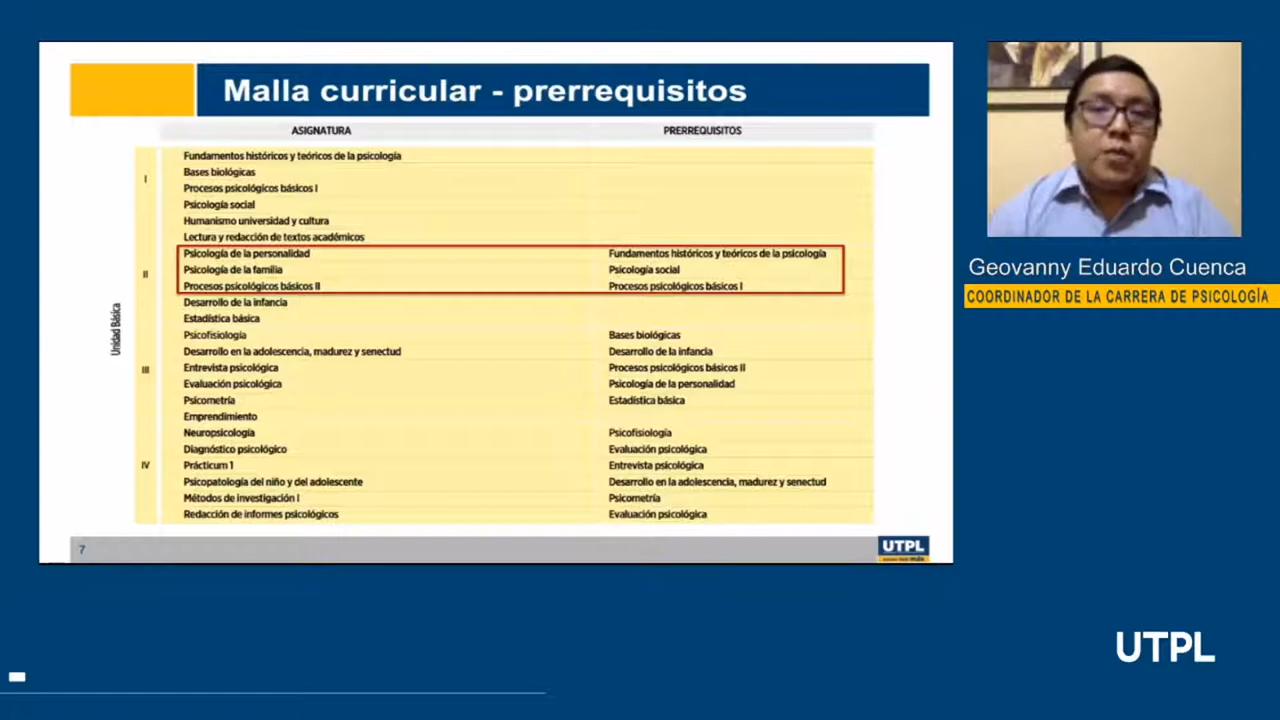 Malla curricular - prerrequisitos
ASIGNATURA PRERREQUISITOS
Unidad Básica
I
Fundamentos históricos y teóricos de la psicología
Bases biológicas
Procesos psicológicos básicos I
Psicología social
Humanismo universidad y cultura
Lectura y redacción de textos académicos
II
Psicología de la personalidad Fundamentos históricos y teóricos de la psicología
Psicología de la familia Psicología social
Procesos psicológicos básicos II Procesos psicológicos básicos I
Desarrollo de la infancia
Estadística básica
III
Psicofisiología Bases biológicas
Desarrollo en la adolescencia, madurez y senectud Desarrollo de la infancia
Entrevista psicológica Procesos psicológicos básicos II
Evaluación psicológica Psicología de la personalidad
Psicometría Estadística básica
Emprendimiento
IV
Neuropsicología Psicofisiología
Diagnóstico psicológico Evaluación psicológica
Prácticum 1 Entrevista psicológica
Psicopatología del niño y del adolescente Desarrollo en la adolescencia, madurez y senectud
Métodos de investigación I Psicometría
Redacción de informes psicológicos Evaluación psicológica
7
UTPL
Geovanny Eduardo Cuenca
COORDINADOR DE LA CARRERA DE PSICOLOGÍA
UTPL